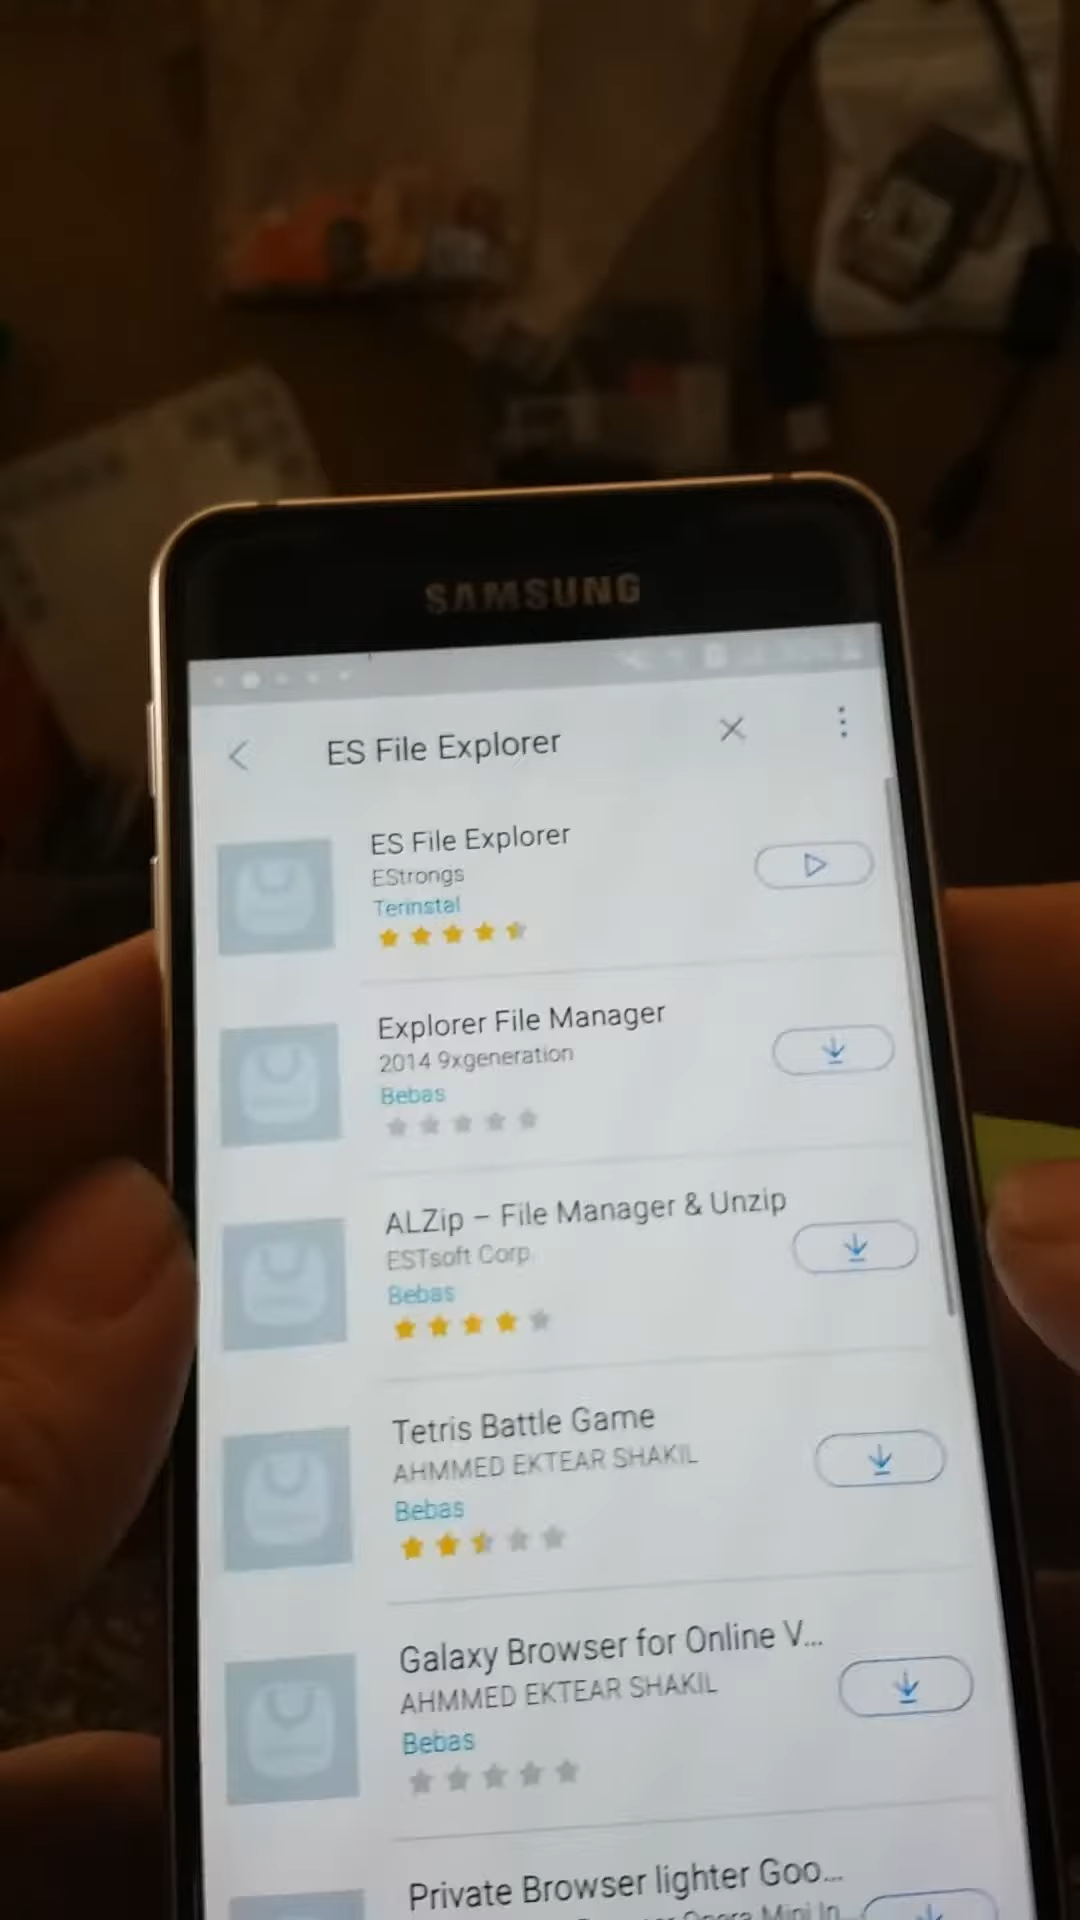 SAMSUNG
ES File Explorer
ES File Explorer
EStrongs
Terinstal
Explorer File Manager
2014 9xgeneration
Bebas
ALZip – File Manager & Unzip
ESTsoft Corp.
Bebas
Tetris Battle Game
AHMMED EKTEAR SHAKIL
Bebas
Galaxy Browser for Online V...
AHMMED EKTEAR SHAKIL
Bebas
Private Browser lighter Goo...
Opera Mini